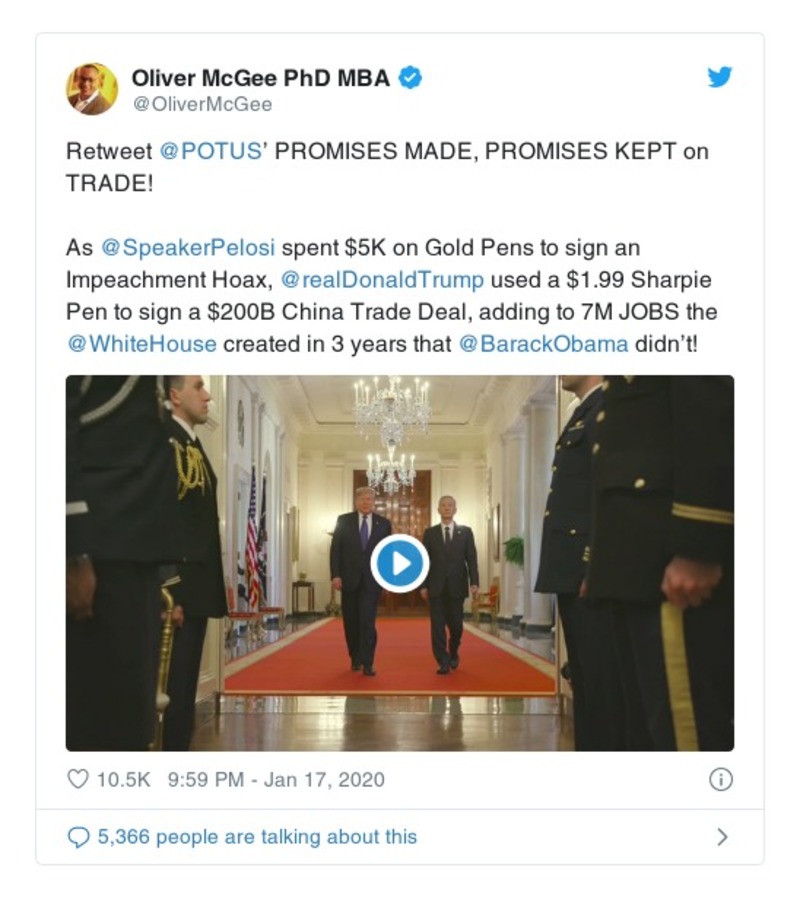 Oliver McGee PhD MBA
@OliverMcGee
Retweet @POTUS’ PROMISES MADE, PROMISES KEPT on
TRADE!
As @SpeakerPelosi spent $5K on Gold Pens to sign an
Impeachment Hoax, @realDonaldTrump used a $1.99 Sharpie
Pen to sign a $200B China Trade Deal, adding to 7M JOBS the
@WhiteHouse created in 3 years that @BarackObama didn’t!
10.5K 9:59 PM - Jan 17, 2020
5,366 people are talking about this